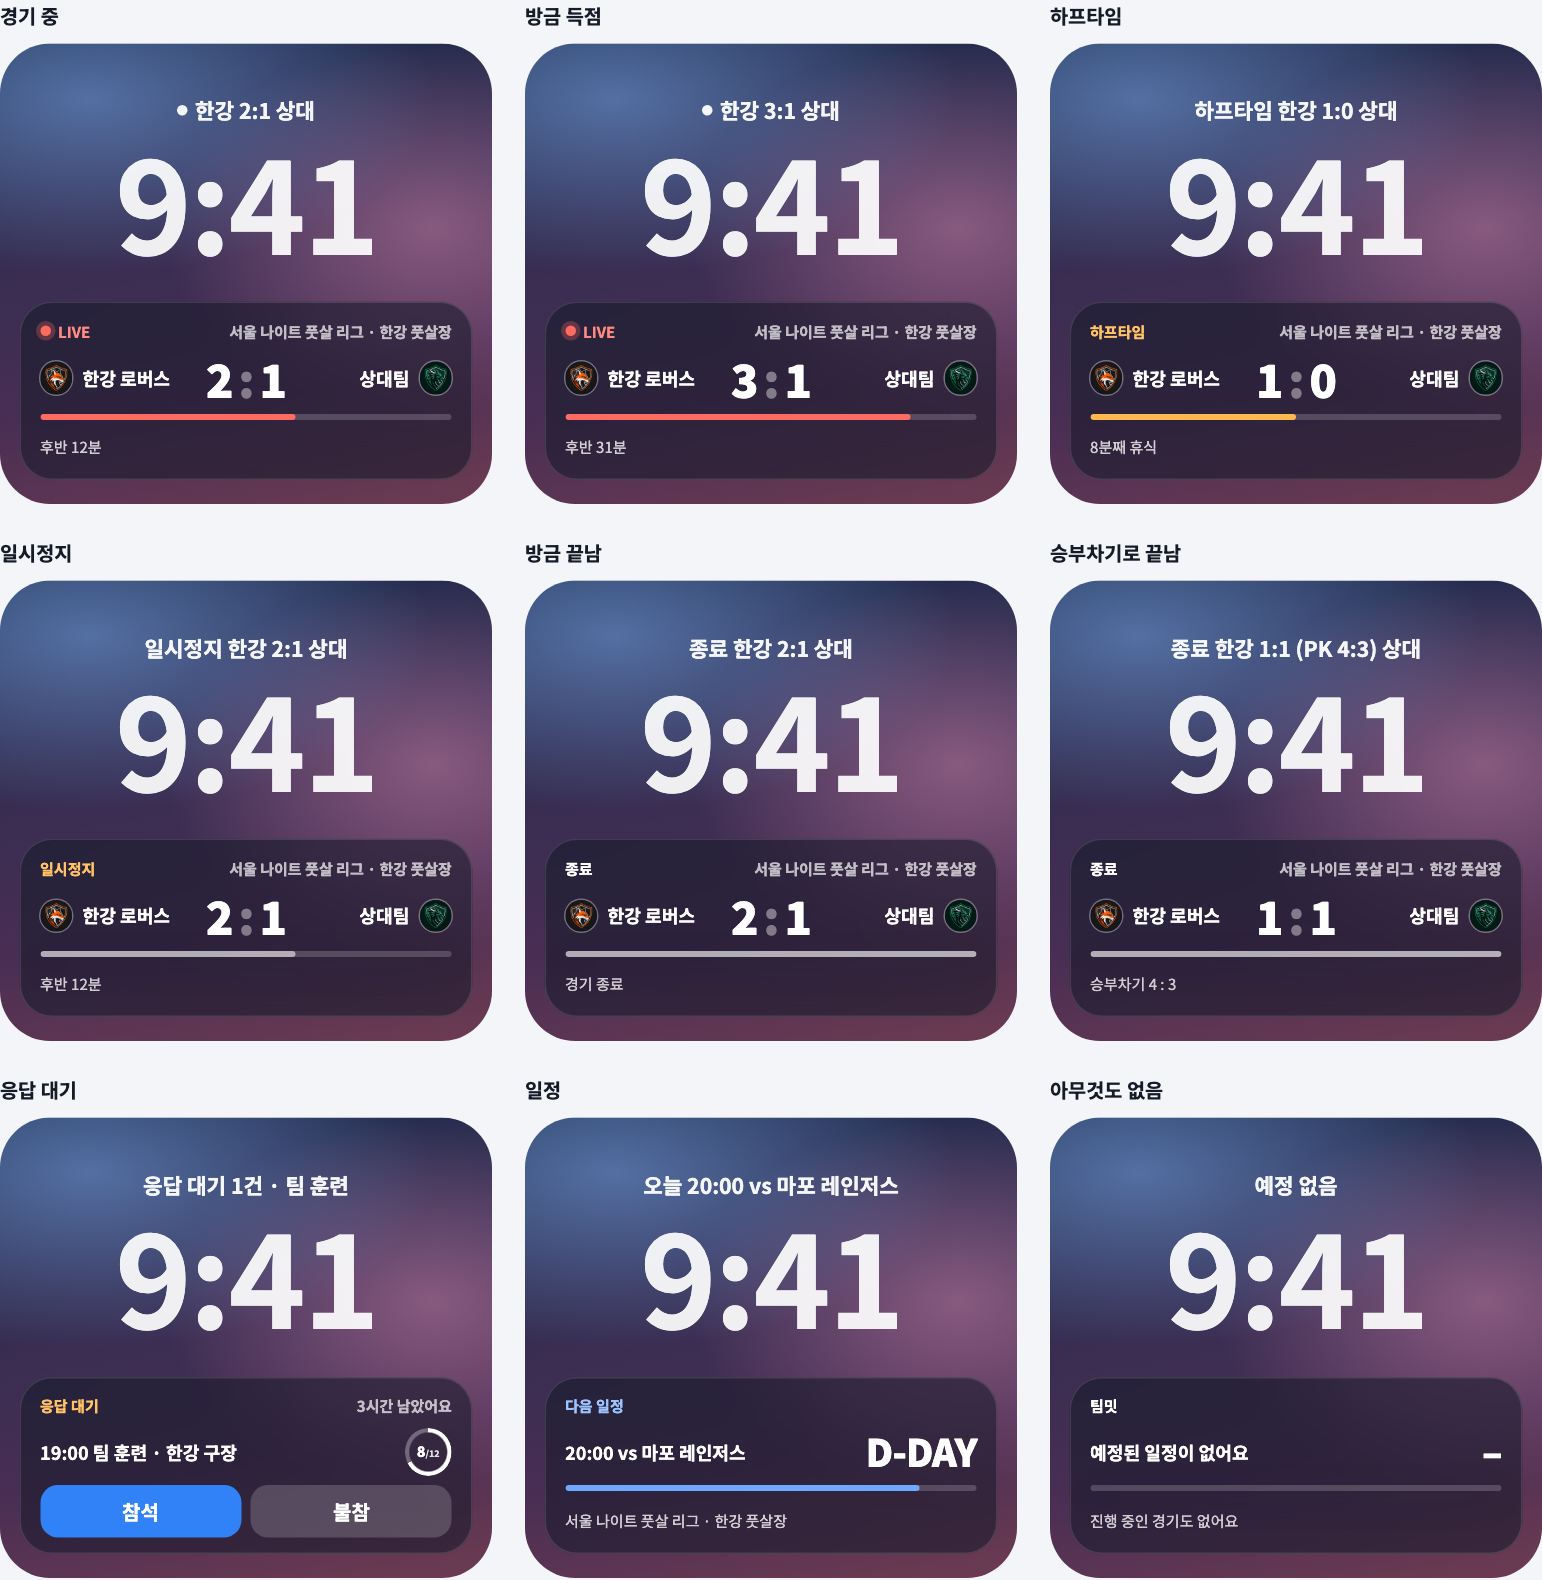 경기 중
● 한강 2:1 상대
9:41
LIVE 서울 나이트 풋살 리그 · 한강 풋살장
한강 로버스 2:1 상대팀
후반 12분
방금 득점
● 한강 3:1 상대
9:41
LIVE 서울 나이트 풋살 리그 · 한강 풋살장
한강 로버스 3:1 상대팀
후반 31분
하프타임
하프타임 한강 1:0 상대
9:41
하프타임 서울 나이트 풋살 리그 · 한강 풋살장
한강 로버스 1:0 상대팀
8분째 휴식
일시정지
일시정지 한강 2:1 상대
9:41
일시정지 서울 나이트 풋살 리그 · 한강 풋살장
한강 로버스 2:1 상대팀
후반 12분
방금 끝남
종료 한강 2:1 상대
9:41
종료 서울 나이트 풋살 리그 · 한강 풋살장
한강 로버스 2:1 상대팀
경기 종료
승부차기로 끝남
종료 한강 1:1 (PK 4:3) 상대
9:41
종료 서울 나이트 풋살 리그 · 한강 풋살장
한강 로버스 1:1 상대팀
승부차기 4 : 3
응답 대기
응답 대기 1건 · 팀 훈련
9:41
응답 대기 3시간 남았어요
19:00 팀 훈련 · 한강 구장 8/12
참석 불참
일정
오늘 20:00 vs 마포 레인저스
9:41
다음 일정
20:00 vs 마포 레인저스 D-DAY
서울 나이트 풋살 리그 · 한강 풋살장
아무것도 없음
예정 없음
9:41
팀밋
예정된 일정이 없어요 –
진행 중인 경기도 없어요